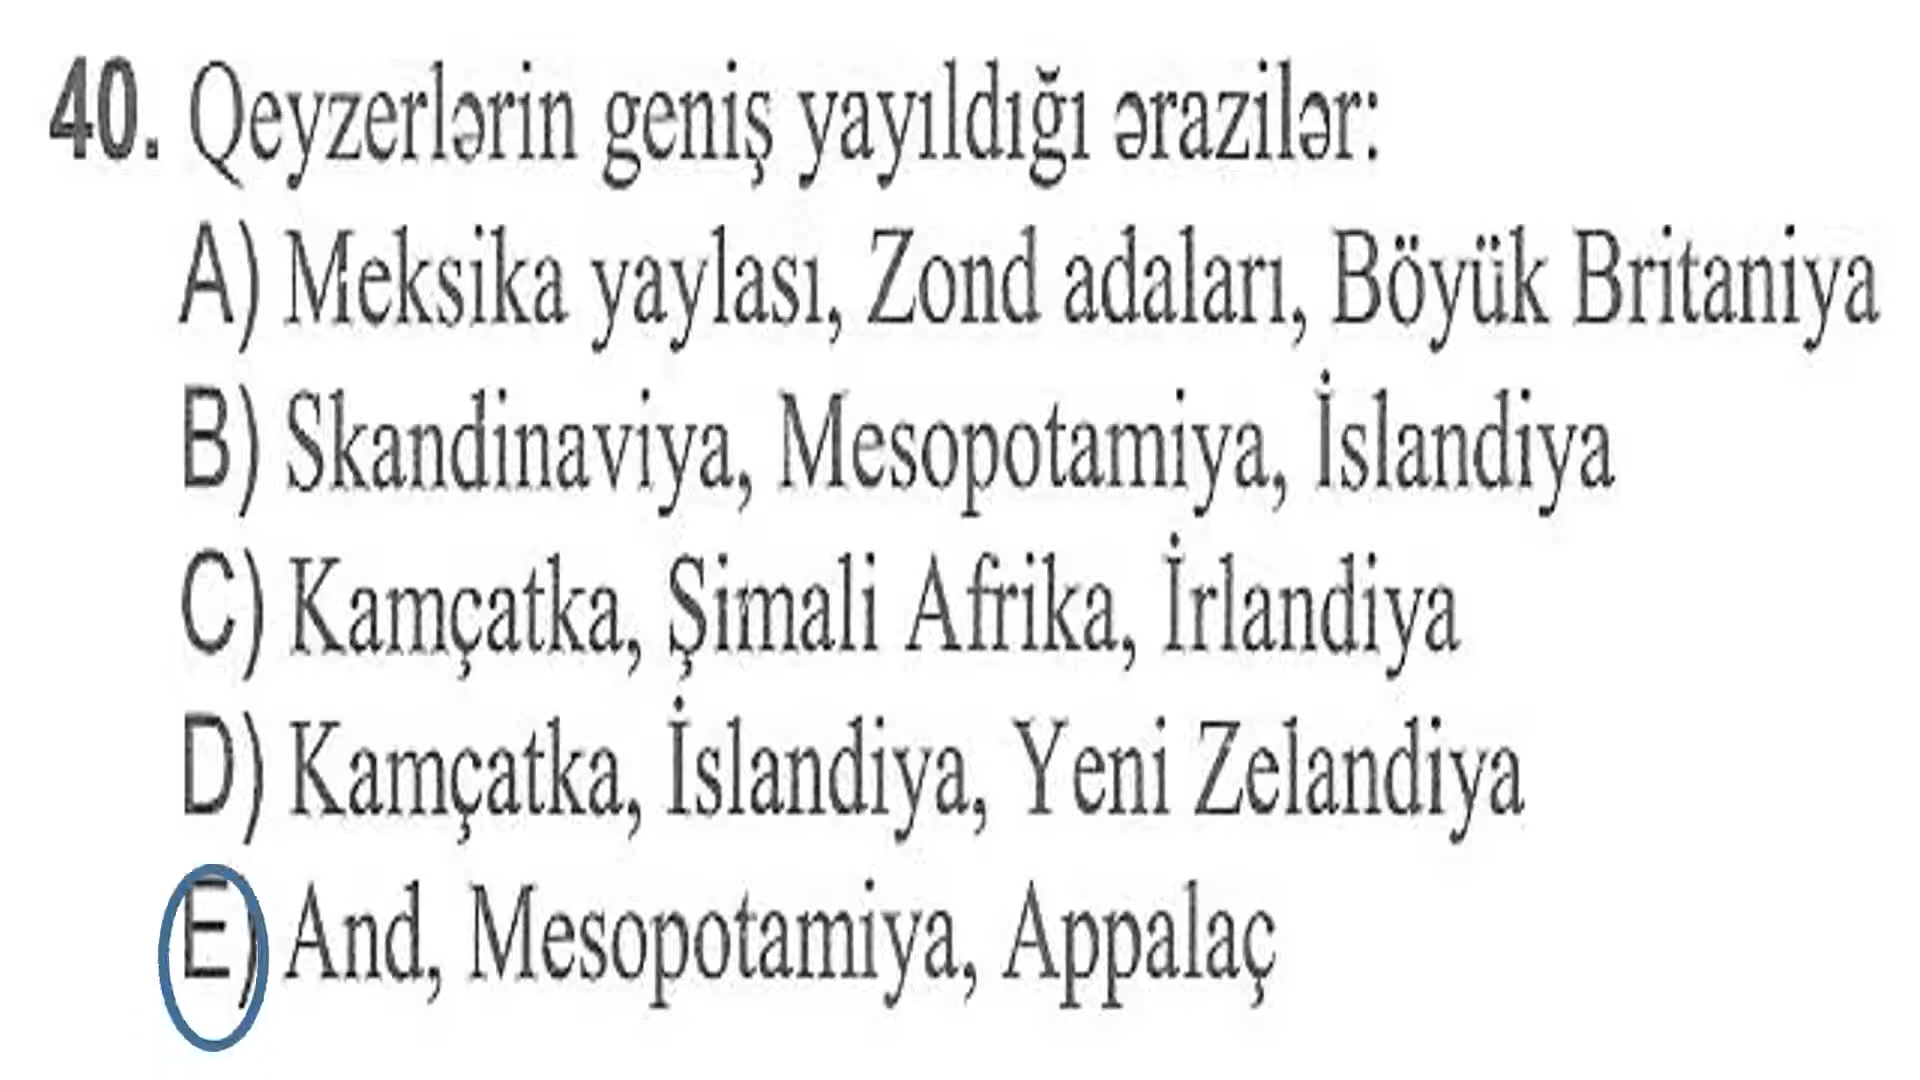 40. Qeyzerlərin geniş yayıldığı ərazilər:
A) Meksika yaylası, Zond adaları, Böyük Britaniya
B) Skandinaviya, Mesopotamiya, İslandiya
C) Kamçatka, Şimali Afrika, İrlandiya
D) Kamçatka, İslandiya, Yeni Zelandiya
E) And, Mesopotamiya, Appalaç